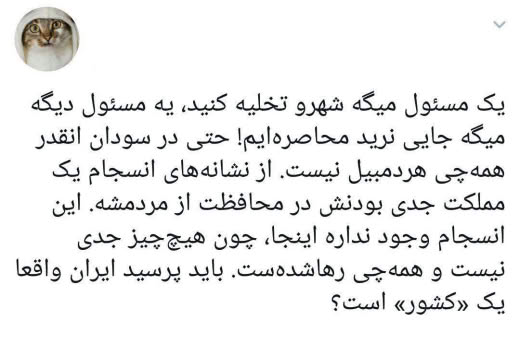 یک مسئول میگه شهرو تخلیه کنید، یه مسئول دیگه
میگه جایی نرید محاصره‌ایم! حتی در سودان انقدر
همه‌چی هردمبیل نیست. از نشانه‌های انسجام یک
مملکت جدی بودنش در محافظت از مردمشه. این
انسجام وجود نداره اینجا، چون هیچ‌چیز جدی
نیست و همه‌چی رهاشده‌ست. باید پرسید ایران واقعا
یک «کشور» است؟